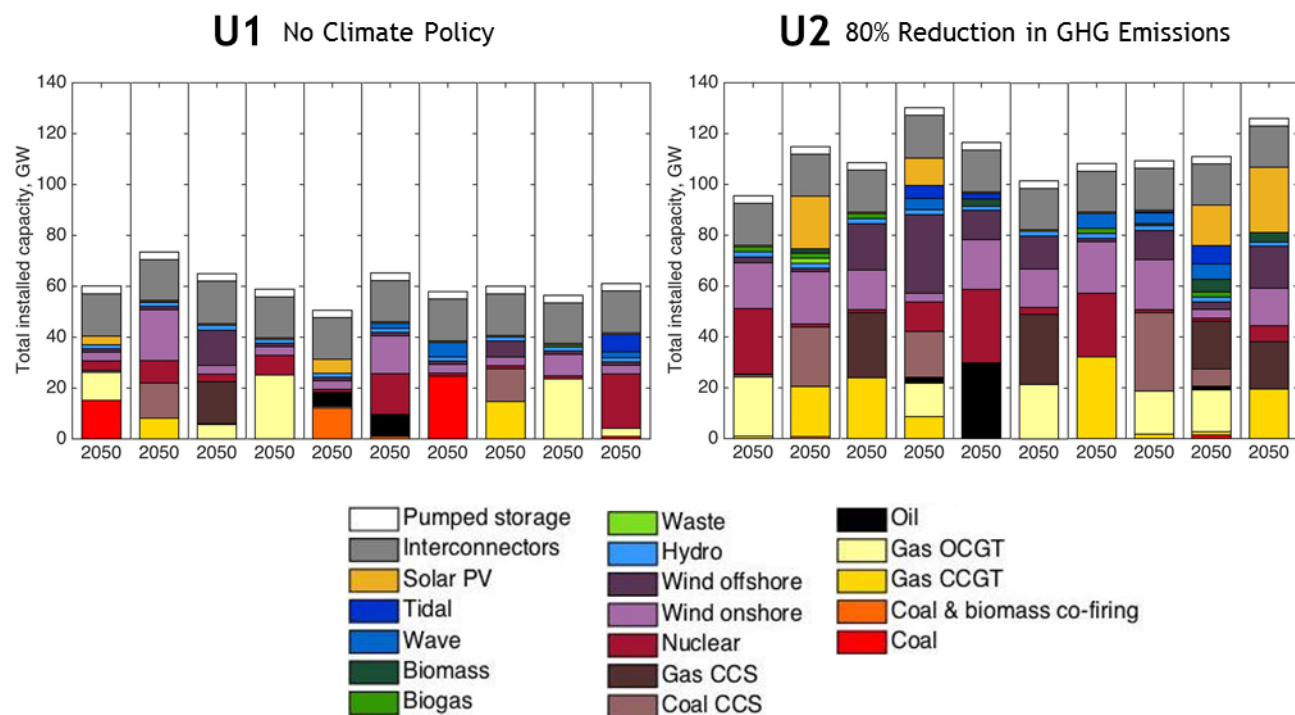 U1 No Climate Policy
U2 80% Reduction in GHG Emissions
Total installed capacity, GW
140
120
100
80
60
40
20
0
2050 2050 2050 2050 2050 2050 2050 2050 2050 2050
Total installed capacity, GW
140
120
100
80
60
40
20
0
2050 2050 2050 2050 2050 2050 2050 2050 2050 2050
Pumped storage
Interconnectors
Solar PV
Tidal
Wave
Biomass
Biogas
Waste
Hydro
Wind offshore
Wind onshore
Nuclear
Gas CCS
Coal CCS
Oil
Gas OCGT
Gas CCGT
Coal & biomass co-firing
Coal